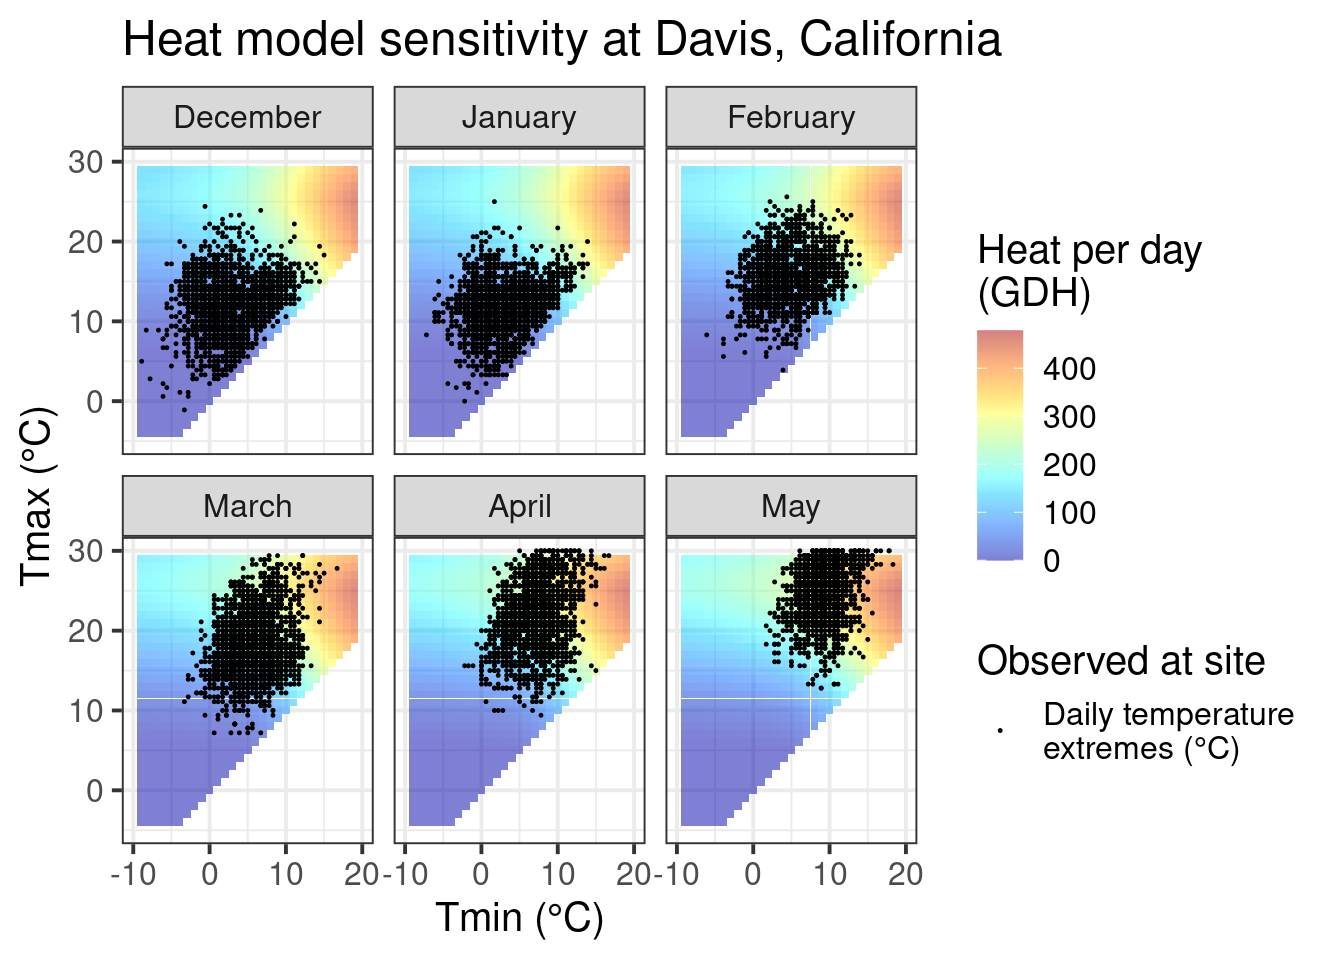 Heat model sensitivity at Davis, California
December
January
February
30
20
10
0
March
April
May
30
20
10
0
-10 0 10 20
-10 0 10 20
-10 0 10 20
Tmin (°C)
Tmax (°C)
Heat per day
(GDH)
400
300
200
100
0
Observed at site
Daily temperature
extremes (°C)